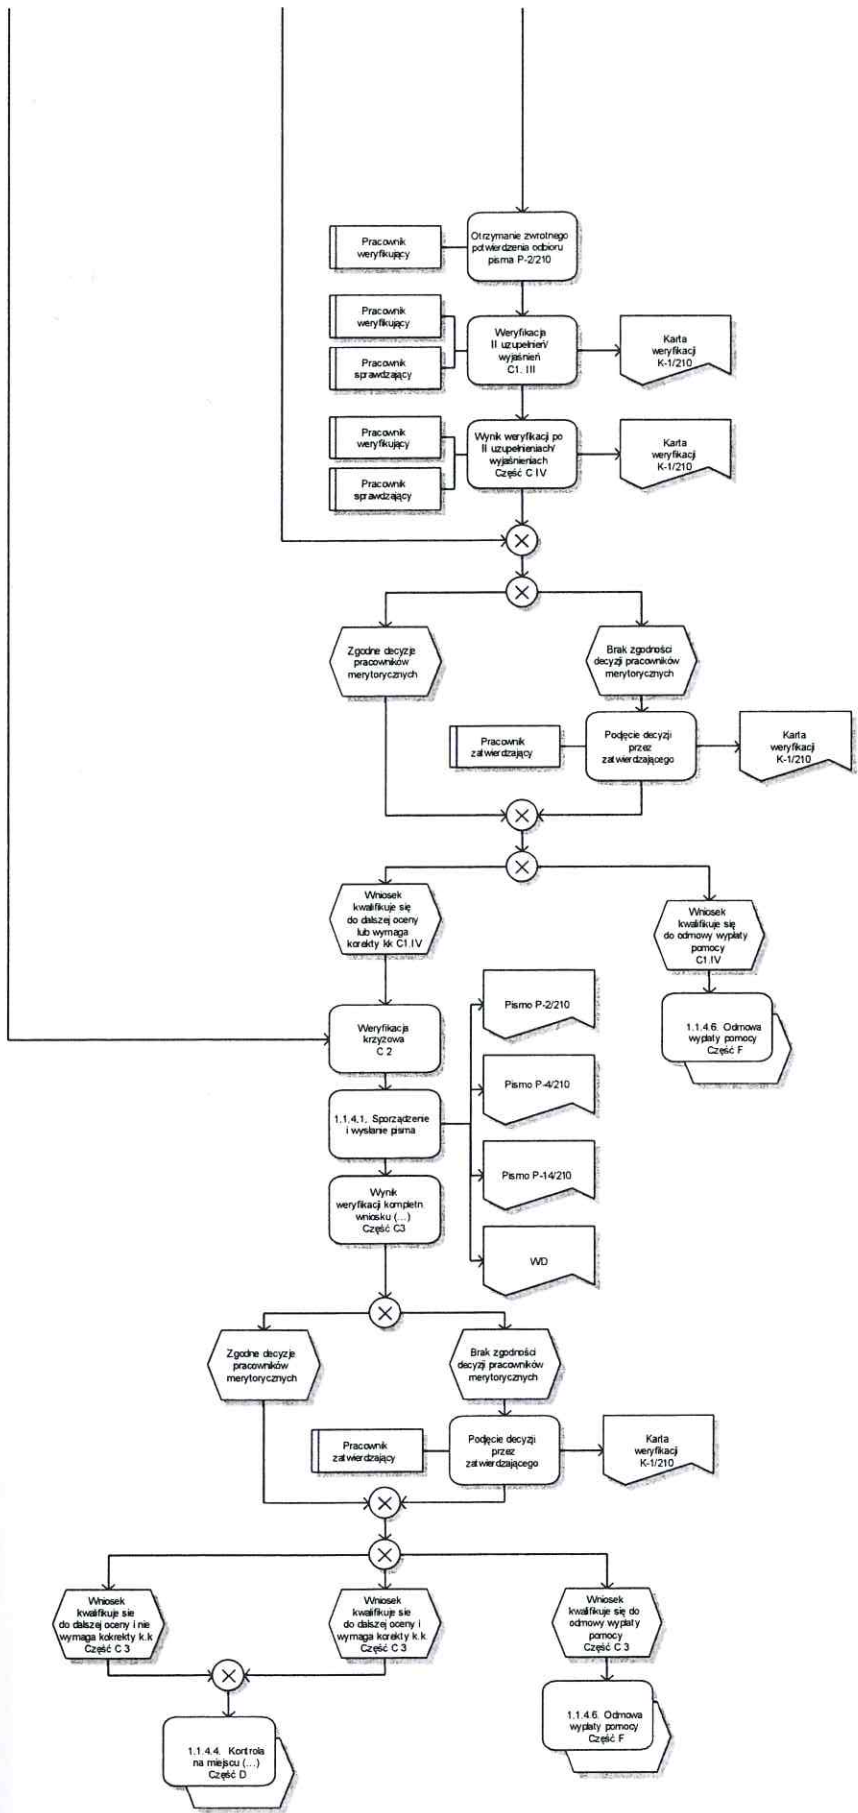 Pracownik
weryfikujący
Otrzymanie zwrotnego
potwierdzenia odbioru
pisma P-2/210
Pracownik
weryfikujący
Pracownik
sprawdzający
Weryfikacja
II uzupełnień/
wyjaśnień
C1. III
Karta
weryfikacji
K-1/210
Pracownik
weryfikujący
Pracownik
sprawdzający
Wynik weryfikacji po
II uzupełnieniach/
wyjaśnieniach
Część C IV
Karta
weryfikacji
K-1/210
Zgodne decyzje
pracowników
merytorycznych
Brak zgodności
decyzji pracowników
merytorycznych
Pracownik
zatwierdzający
Podjęcie decyzji
przez
zatwierdzającego
Karta
weryfikacji
K-1/210
Wniosek
kwalifikuje się
do dalszej oceny
lub wymaga
korekty kk C1.IV
Wniosek
kwalifikuje się
do odmowy wypłaty
pomocy
C1.IV
1.1.4.6. Odmowa
wypłaty pomocy
Część F
Weryfikacja
krzyżowa
C 2
Pismo P-2/210
1.1.4.1. Sporządzenie
i wysłanie pisma
Pismo P-4/210
Pismo P-14/210
Wynik
weryfikacji kompletn.
wniosku (...)
Część C3
WD
Zgodne decyzje
pracowników
merytorycznych
Brak zgodności
decyzji pracowników
merytorycznych
Pracownik
zatwierdzający
Podjęcie decyzji
przez
zatwierdzającego
Karta
weryfikacji
K-1/210
Wniosek
kwalifikuje sie
do dalszej oceny i nie
wymaga kokrekty k.k
Część C 3
Wniosek
kwalifikuje sie
do dalszej oceny i
wymaga korekty k.k.
Część C 3
Wniosek
kwalifikuje się do
odmowy wypłaty
pomocy
Część C 3
1.1.4.4. Kontrola
na miejscu (...)
Część D
1.1.4.6. Odmowa
wypłaty pomocy
Część F